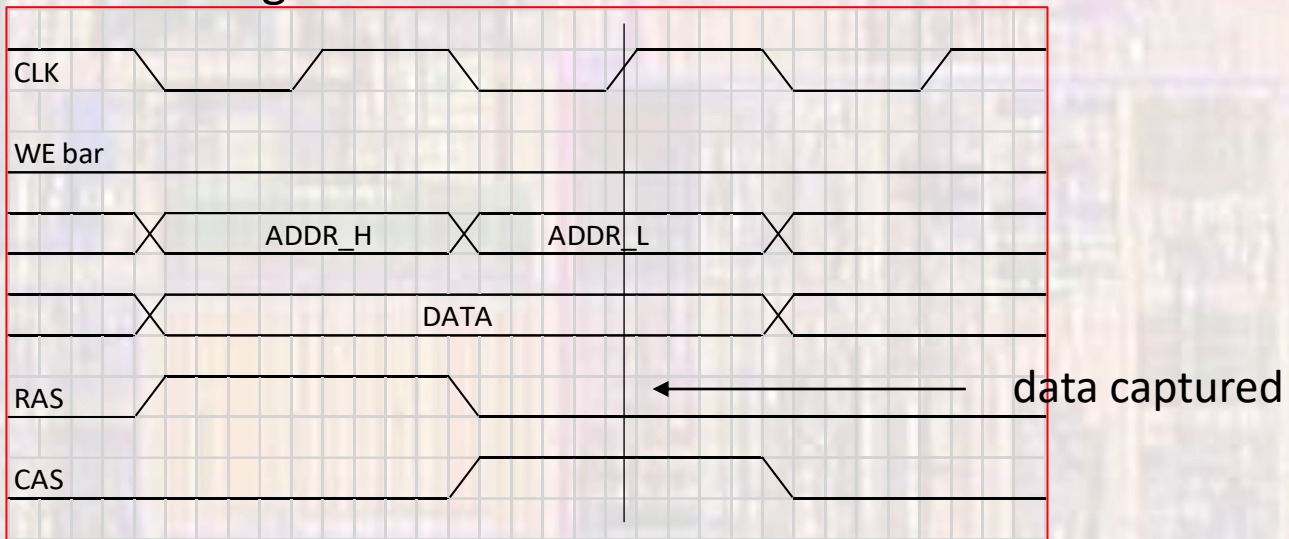 CLK
WE bar
ADDR_H ADDR_L
DATA
RAS
data captured
CAS